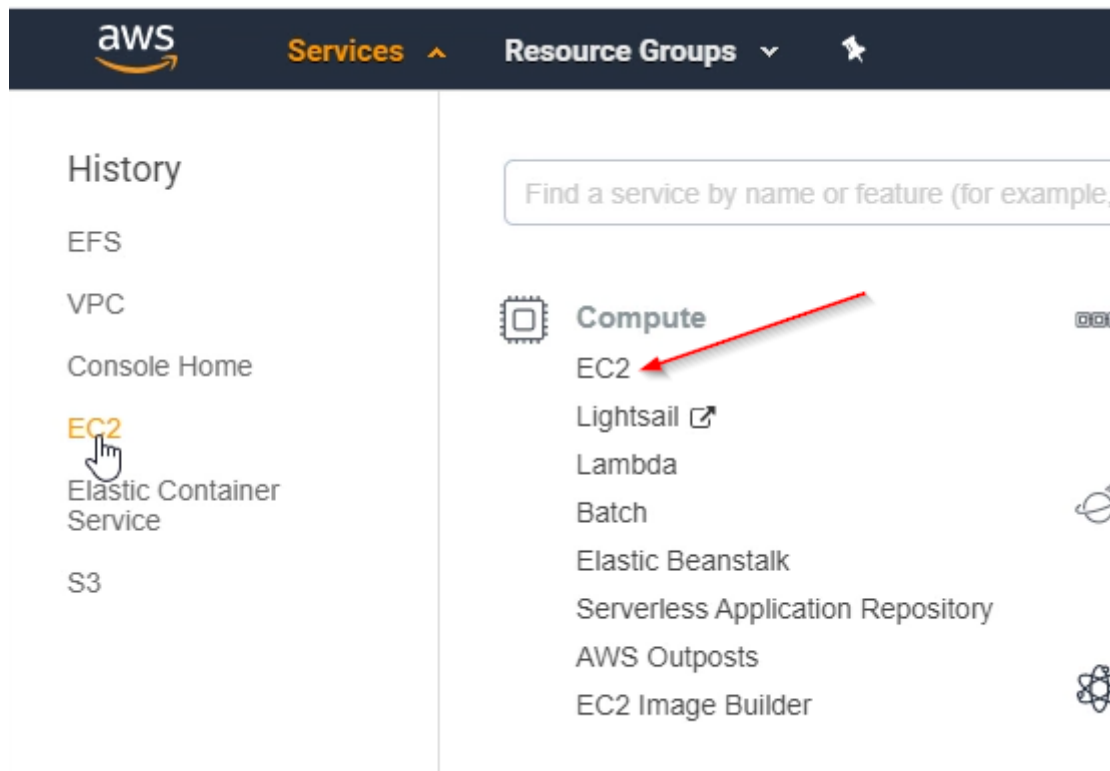 aws Services Resource Groups
History
EFS
VPC
Console Home
EC2
Elastic Container
Service
S3
Find a service by name or feature (for example,
Compute
EC2
Lightsail
Lambda
Batch
Elastic Beanstalk
Serverless Application Repository
AWS Outposts
EC2 Image Builder